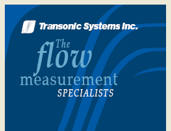 Transonic Systems Inc.
The
flow
measurement
SPECIALISTS